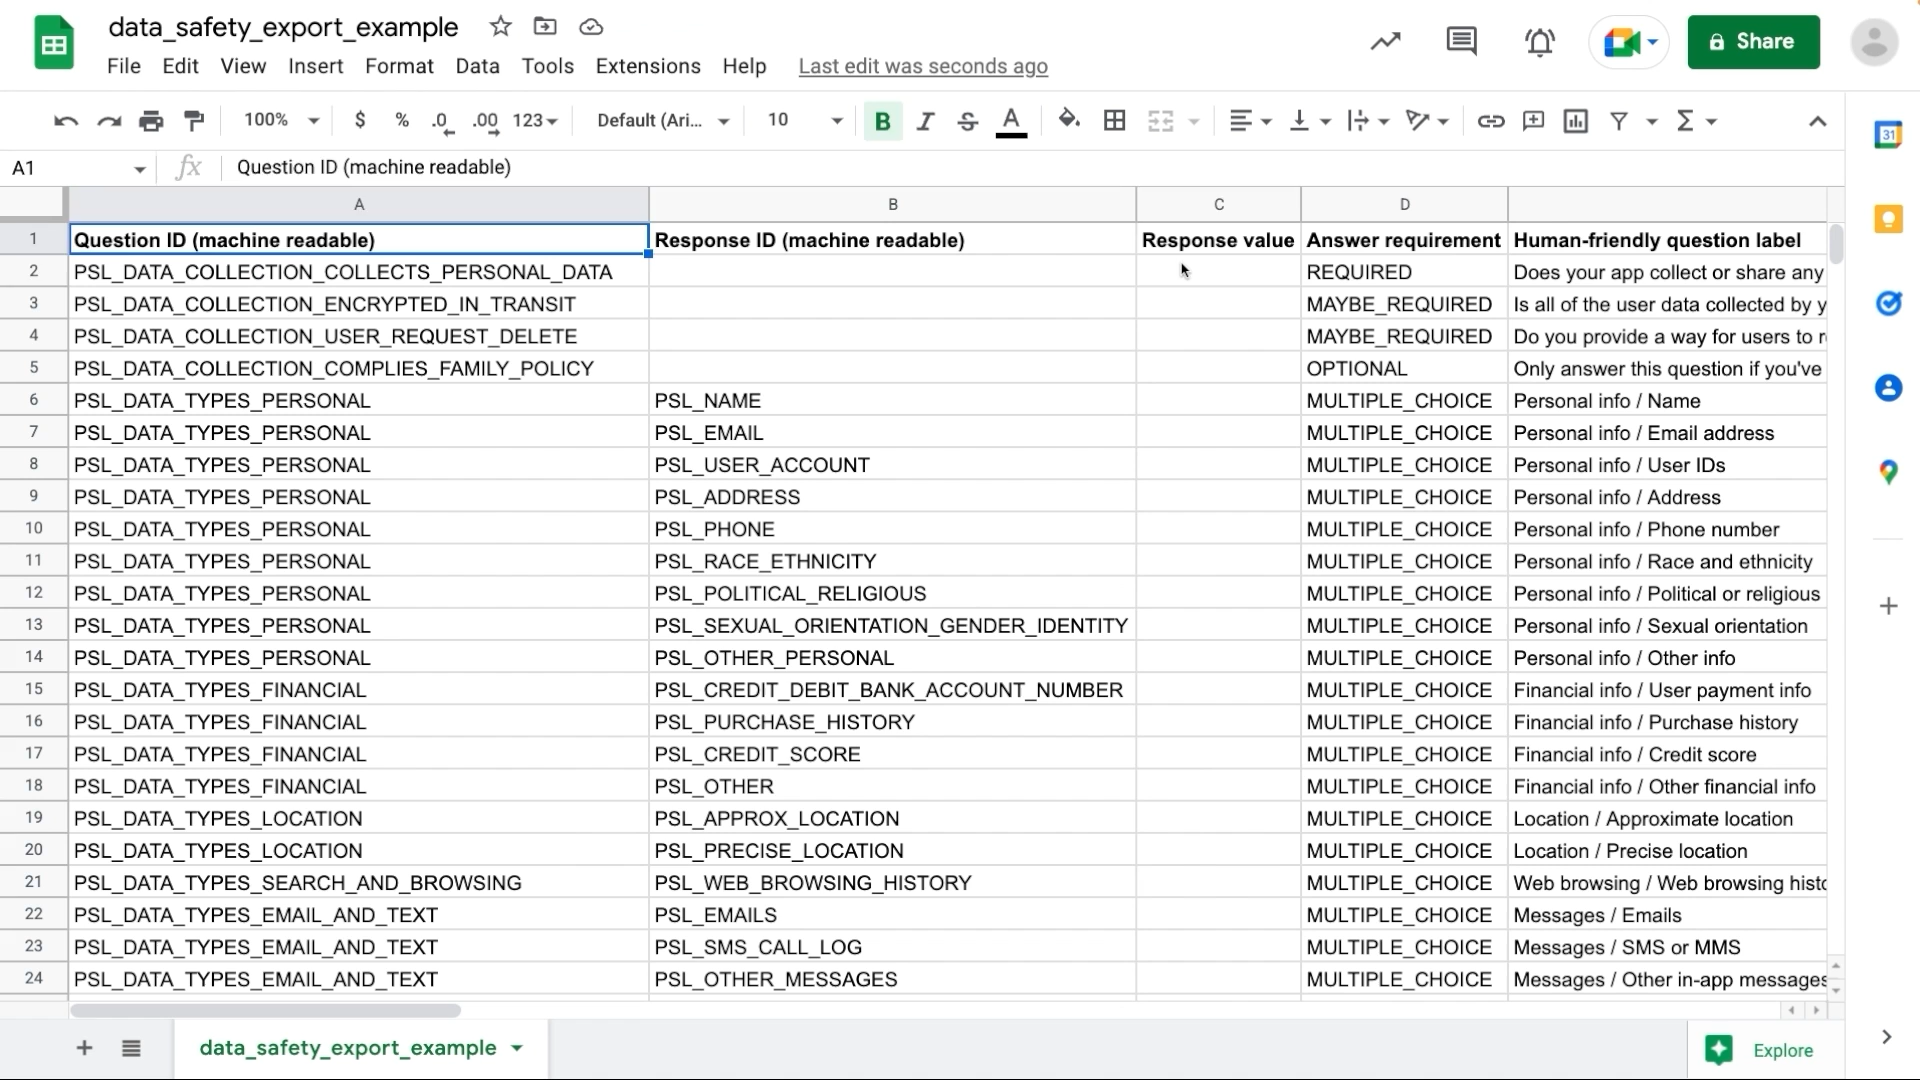 data_safety_export_example
Share
File Edit View Insert Format Data Tools Extensions Help Last edit was seconds ago
100% $ % .0 .00 123 Default (Ari... 10 B I S A Σ
31
A1 fx Question ID (machine readable)
A B C D
1 Question ID (machine readable) Response ID (machine readable) Response value Answer requirement Human-friendly question label
2 PSL_DATA_COLLECTION_COLLECTS_PERSONAL_DATA REQUIRED Does your app collect or share any
3 PSL_DATA_COLLECTION_ENCRYPTED_IN_TRANSIT MAYBE_REQUIRED Is all of the user data collected by y
4 PSL_DATA_COLLECTION_USER_REQUEST_DELETE MAYBE_REQUIRED Do you provide a way for users to r
5 PSL_DATA_COLLECTION_COMPLIES_FAMILY_POLICY OPTIONAL Only answer this question if you've
6 PSL_DATA_TYPES_PERSONAL PSL_NAME MULTIPLE_CHOICE Personal info / Name
7 PSL_DATA_TYPES_PERSONAL PSL_EMAIL MULTIPLE_CHOICE Personal info / Email address
8 PSL_DATA_TYPES_PERSONAL PSL_USER_ACCOUNT MULTIPLE_CHOICE Personal info / User IDs
9 PSL_DATA_TYPES_PERSONAL PSL_ADDRESS MULTIPLE_CHOICE Personal info / Address
10 PSL_DATA_TYPES_PERSONAL PSL_PHONE MULTIPLE_CHOICE Personal info / Phone number
11 PSL_DATA_TYPES_PERSONAL PSL_RACE_ETHNICITY MULTIPLE_CHOICE Personal info / Race and ethnicity
12 PSL_DATA_TYPES_PERSONAL PSL_POLITICAL_RELIGIOUS MULTIPLE_CHOICE Personal info / Political or religious
13 PSL_DATA_TYPES_PERSONAL PSL_SEXUAL_ORIENTATION_GENDER_IDENTITY MULTIPLE_CHOICE Personal info / Sexual orientation
14 PSL_DATA_TYPES_PERSONAL PSL_OTHER_PERSONAL MULTIPLE_CHOICE Personal info / Other info
15 PSL_DATA_TYPES_FINANCIAL PSL_CREDIT_DEBIT_BANK_ACCOUNT_NUMBER MULTIPLE_CHOICE Financial info / User payment info
16 PSL_DATA_TYPES_FINANCIAL PSL_PURCHASE_HISTORY MULTIPLE_CHOICE Financial info / Purchase history
17 PSL_DATA_TYPES_FINANCIAL PSL_CREDIT_SCORE MULTIPLE_CHOICE Financial info / Credit score
18 PSL_DATA_TYPES_FINANCIAL PSL_OTHER MULTIPLE_CHOICE Financial info / Other financial info
19 PSL_DATA_TYPES_LOCATION PSL_APPROX_LOCATION MULTIPLE_CHOICE Location / Approximate location
20 PSL_DATA_TYPES_LOCATION PSL_PRECISE_LOCATION MULTIPLE_CHOICE Location / Precise location
21 PSL_DATA_TYPES_SEARCH_AND_BROWSING PSL_WEB_BROWSING_HISTORY MULTIPLE_CHOICE Web browsing / Web browsing histo
22 PSL_DATA_TYPES_EMAIL_AND_TEXT PSL_EMAILS MULTIPLE_CHOICE Messages / Emails
23 PSL_DATA_TYPES_EMAIL_AND_TEXT PSL_SMS_CALL_LOG MULTIPLE_CHOICE Messages / SMS or MMS
24 PSL_DATA_TYPES_EMAIL_AND_TEXT PSL_OTHER_MESSAGES MULTIPLE_CHOICE Messages / Other in-app messages
data_safety_export_example Explore